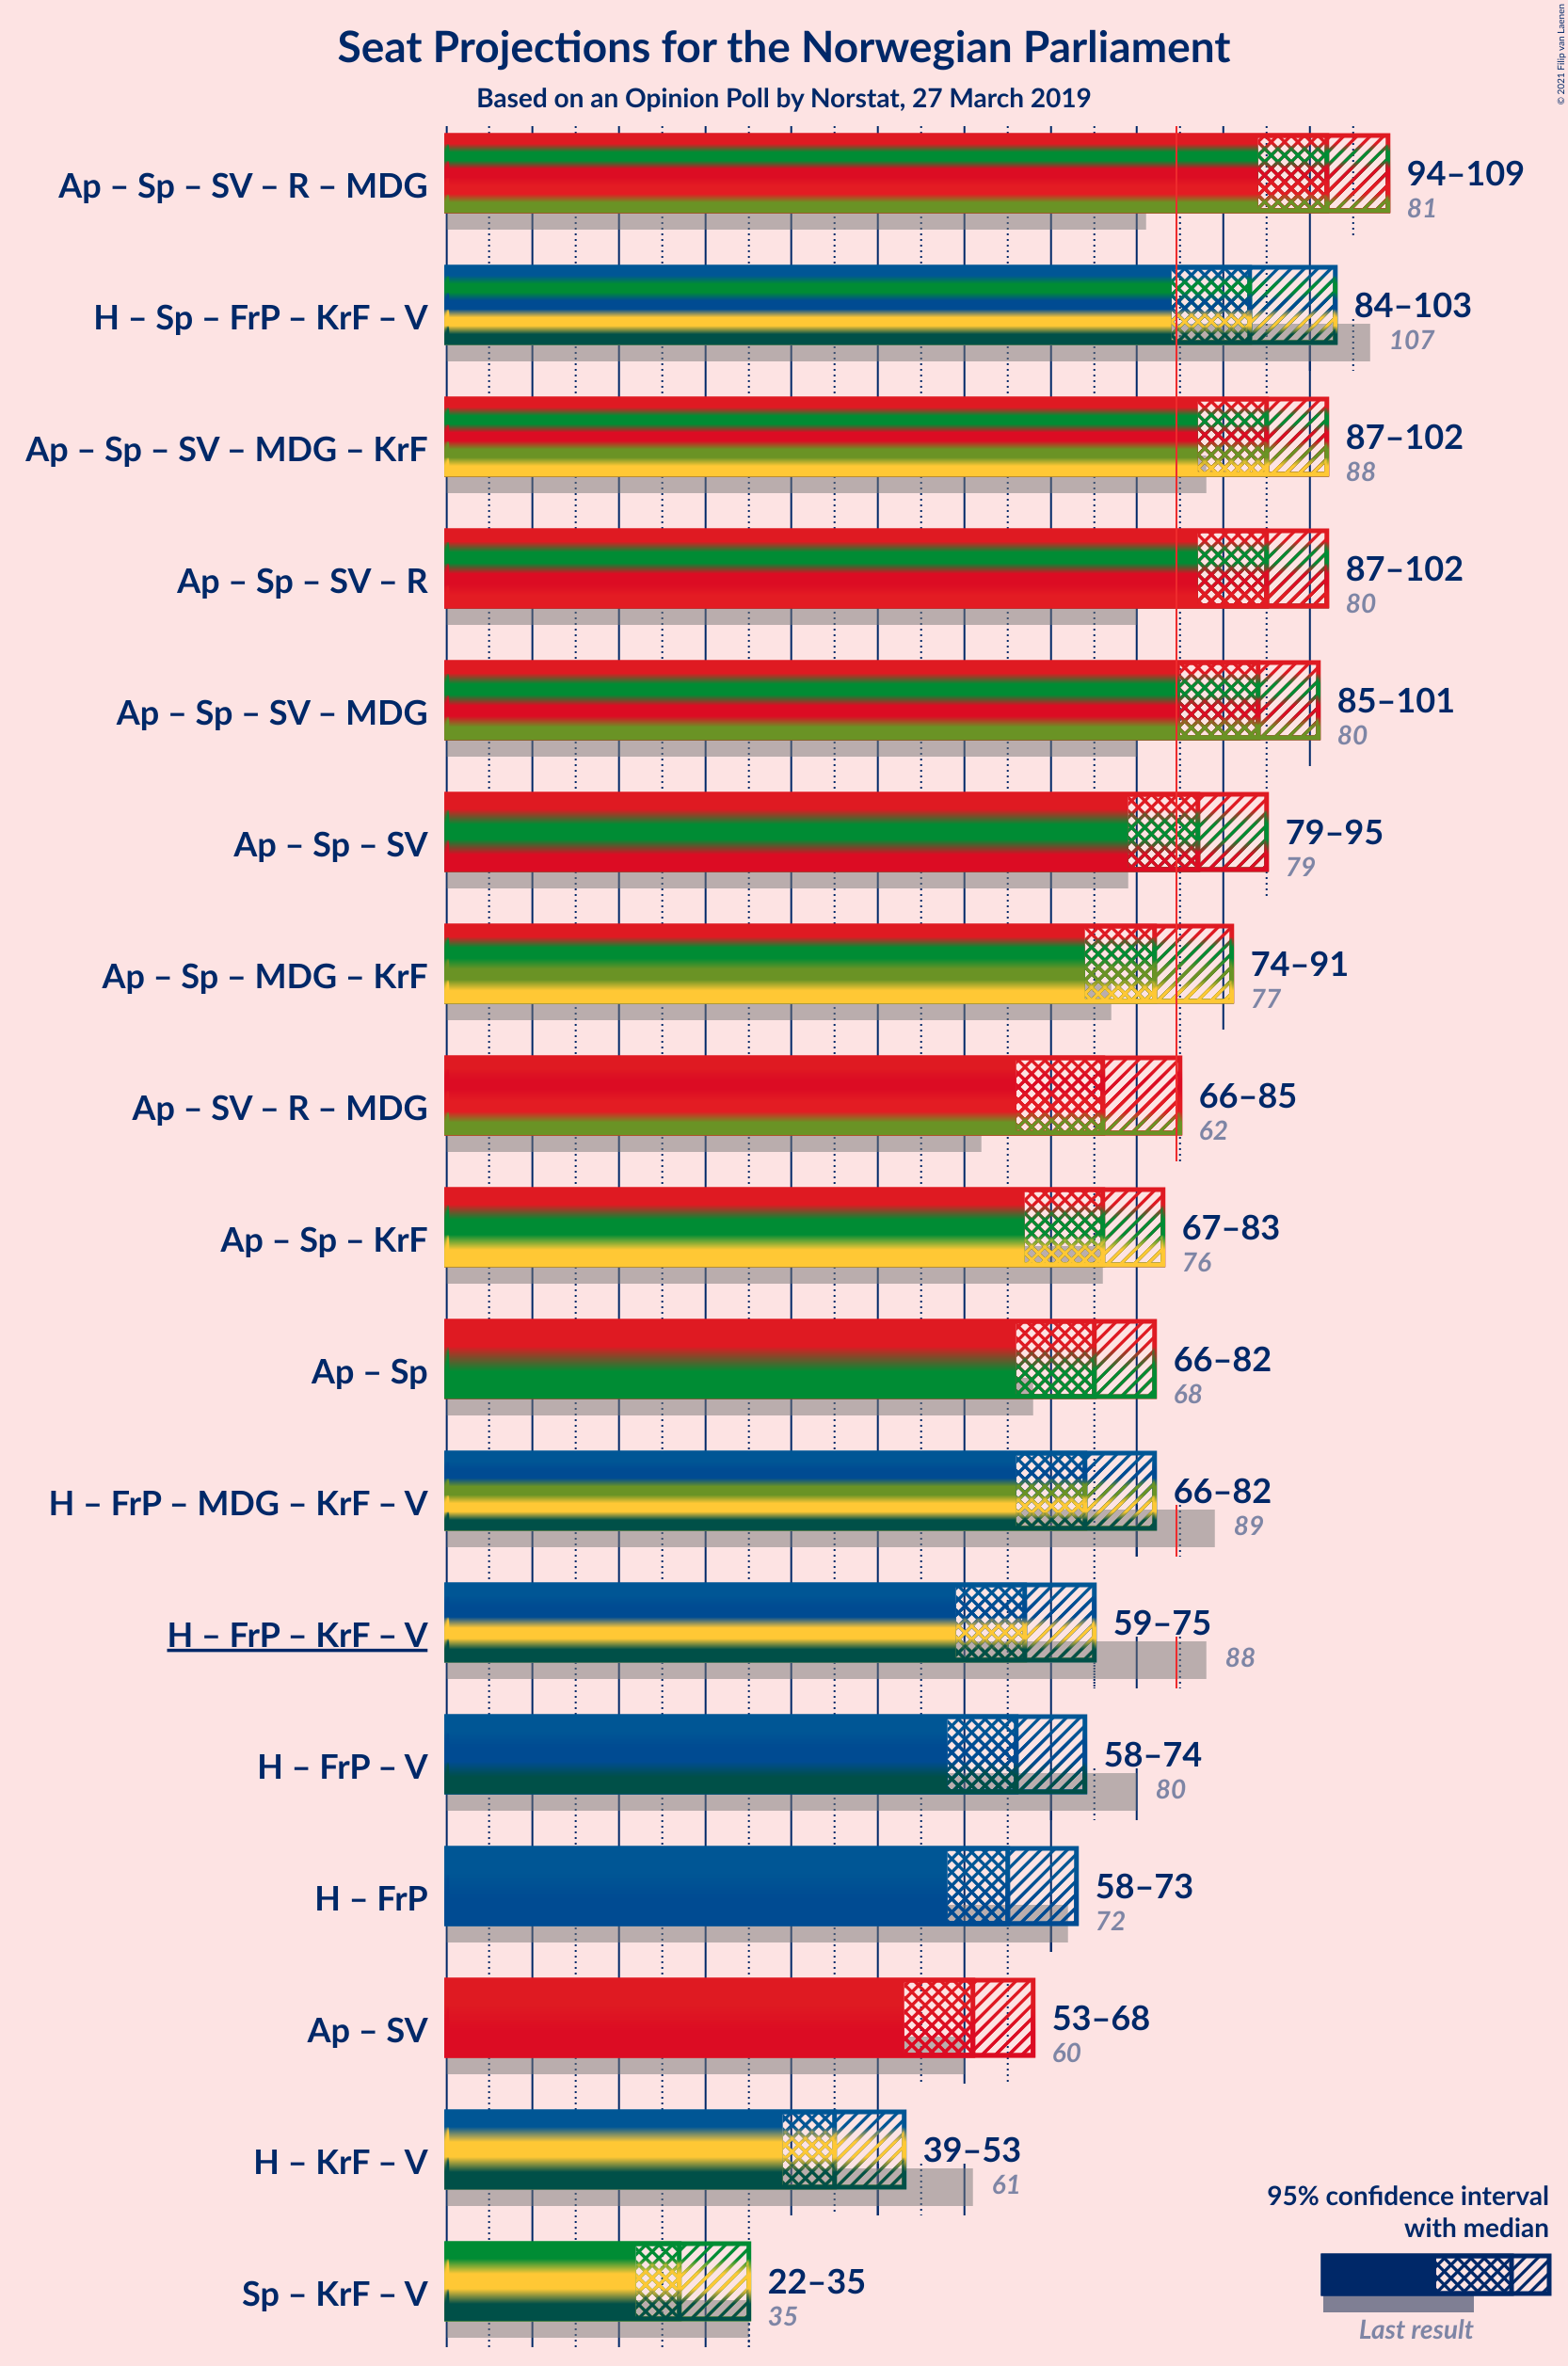 Seat Projections for the Norwegian Parliament
Based on an Opinion Poll by Norstat, 27 March 2019
© 2021 Filip van Laenen
Ap – Sp – SV – R – MDG
94–109
81
H – Sp – FrP – KrF – V
84–103
107
Ap – Sp – SV – MDG – KrF
87–102
88
Ap – Sp – SV – R
87–102
80
Ap – Sp – SV – MDG
85–101
80
Ap – Sp – SV
79–95
79
Ap – Sp – MDG – KrF
74–91
77
Ap – SV – R – MDG
66–85
62
Ap – Sp – KrF
67–83
76
Ap – Sp
66–82
68
H – FrP – MDG – KrF – V
66–82
89
H – FrP – KrF – V
59–75
88
H – FrP – V
58–74
80
H – FrP
58–73
72
Ap – SV
53–68
60
H – KrF – V
39–53
61
Sp – KrF – V
22–35
35
95% confidence interval
with median
Last result